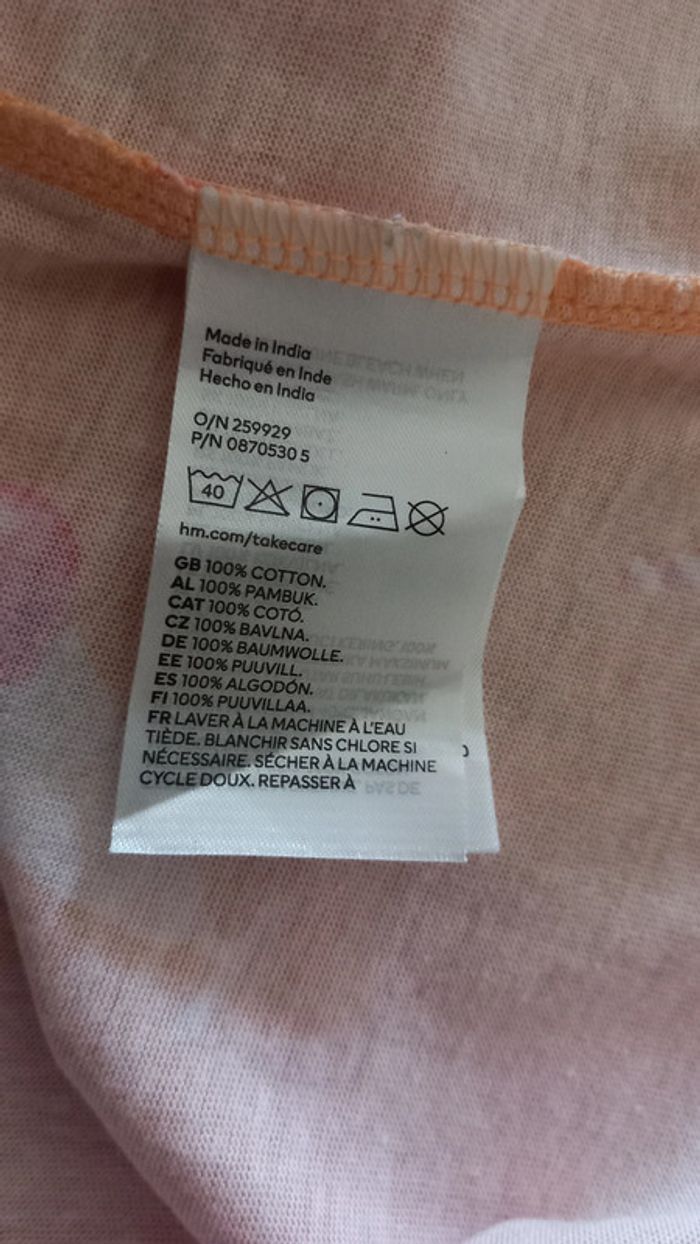 Made in India
Fabriqué en Inde
Hecho en India
O/N 259929
P/N 0870530 5
40
hm.com/takecare
GB 100% COTTON.
AL 100% PAMBUK.
CAT 100% COTÓ.
CZ 100% BAVLNA.
DE 100% BAUMWOLLE.
EE 100% PUUVILL.
ES 100% ALGODÓN.
FI 100% PUUVILLAA.
FR LAVER À LA MACHINE À L'EAU
TIÈDE. BLANCHIR SANS CHLORE SI
NÉCESSAIRE. SÉCHER À LA MACHINE
CYCLE DOUX. REPASSER À